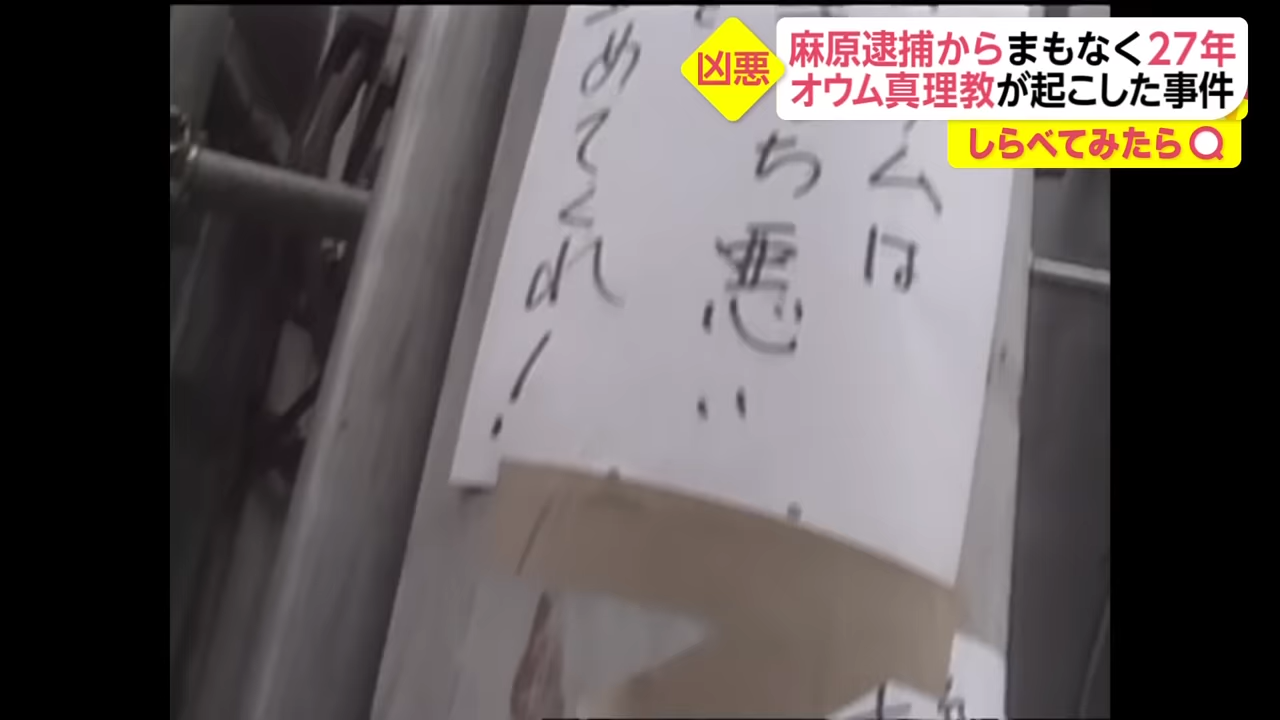 凶悪
麻原逮捕からまもなく27年
オウム真理教が起こした事件
しらべてみたら
ムは
ち悪い
めてくれ!